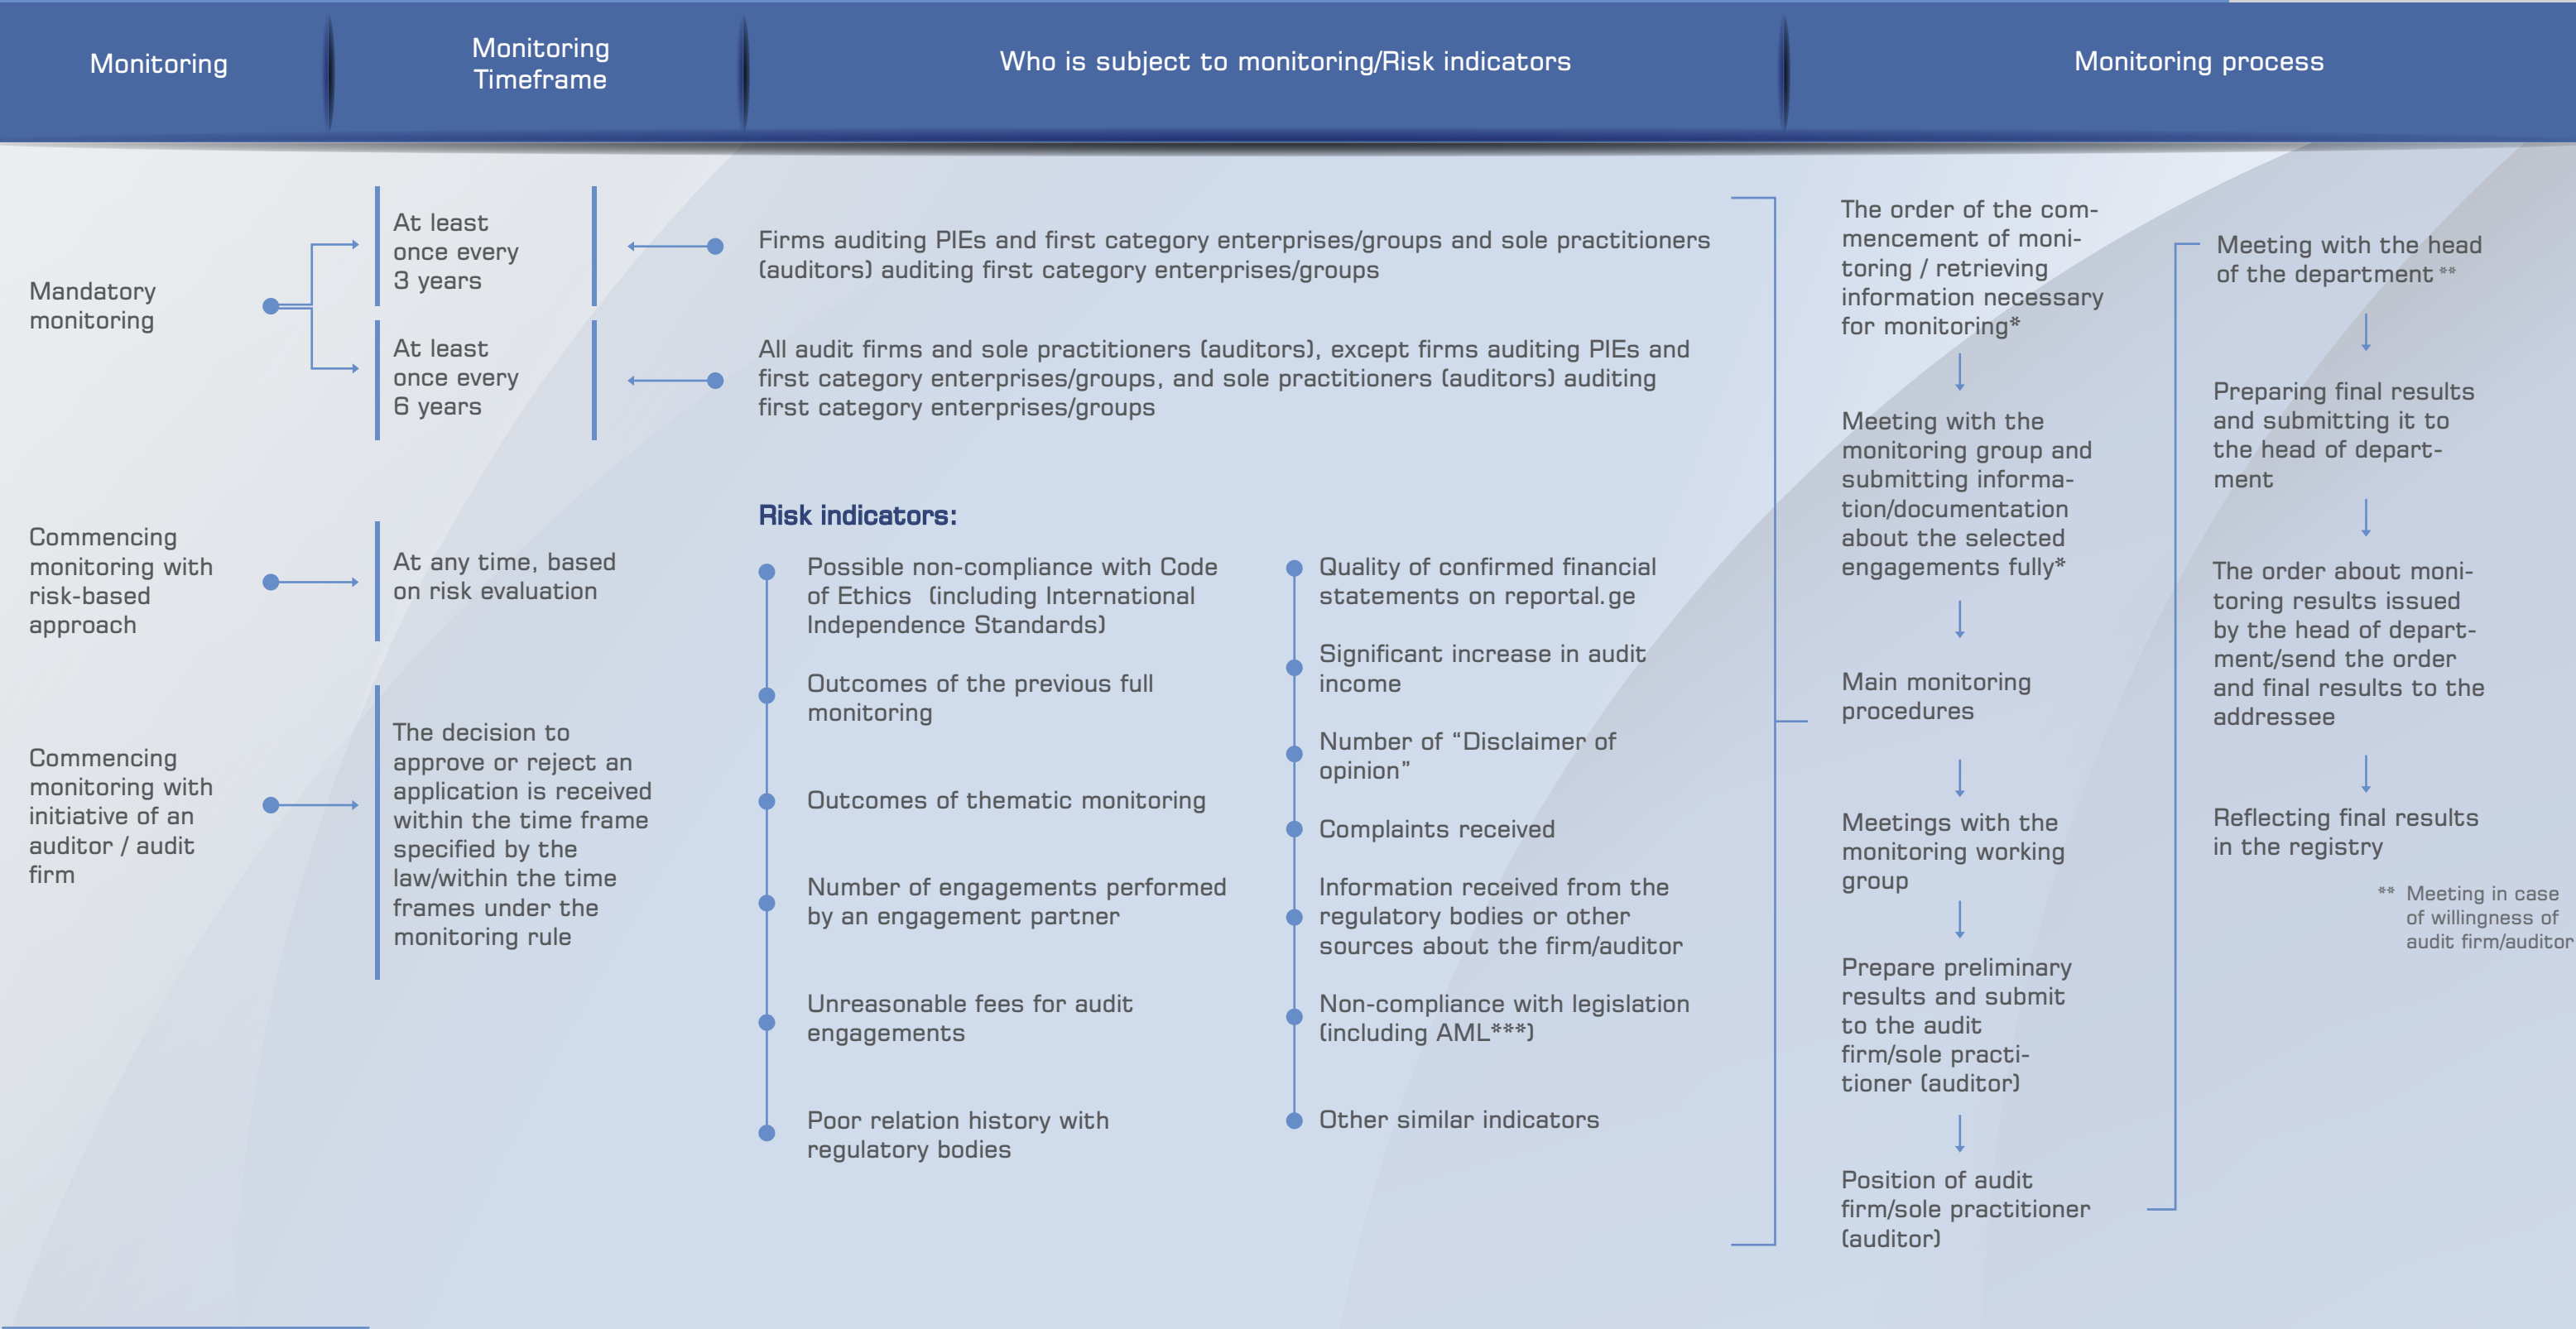 Monitoring
Monitoring
Timeframe
Who is subject to monitoring/Risk indicators
Monitoring process
Mandatory
monitoring
At least
once every
3 years
At least
once every
6 years
Firms auditing PIEs and first category enterprises/groups and sole practitioners
(auditors) auditing first category enterprises/groups
All audit firms and sole practitioners (auditors), except firms auditing PIEs and
first category enterprises/groups, and sole practitioners (auditors) auditing
first category enterprises/groups
Commencing
monitoring with
risk-based
approach
At any time, based
on risk evaluation
Commencing
monitoring with
initiative of an
auditor / audit
firm
The decision to
approve or reject an
application is received
within the time frame
specified by the
law/within the time
frames under the
monitoring rule
Risk indicators:
Possible non-compliance with Code
of Ethics (including International
Independence Standards)
Outcomes of the previous full
monitoring
Outcomes of thematic monitoring
Number of engagements performed
by an engagement partner
Unreasonable fees for audit
engagements
Poor relation history with
regulatory bodies
Quality of confirmed financial
statements on reportal.ge
Significant increase in audit
income
Number of “Disclaimer of
opinion”
Complaints received
Information received from the
regulatory bodies or other
sources about the firm/auditor
Non-compliance with legislation
(including AML***)
Other similar indicators
The order of the com-
mencement of moni-
toring / retrieving
information necessary
for monitoring*
Meeting with the
monitoring group and
submitting informa-
tion/documentation
about the selected
engagements fully*
Main monitoring
procedures
Meetings with the
monitoring working
group
Prepare preliminary
results and submit
to the audit
firm/sole practi-
tioner (auditor)
Position of audit
firm/sole practitioner
(auditor)
Meeting with the head
of the department **
Preparing final results
and submitting it to
the head of depart-
ment
The order about moni-
toring results issued
by the head of depart-
ment/send the order
and final results to the
addressee
Reflecting final results
in the registry
** Meeting in case
of willingness of
audit firm/auditor